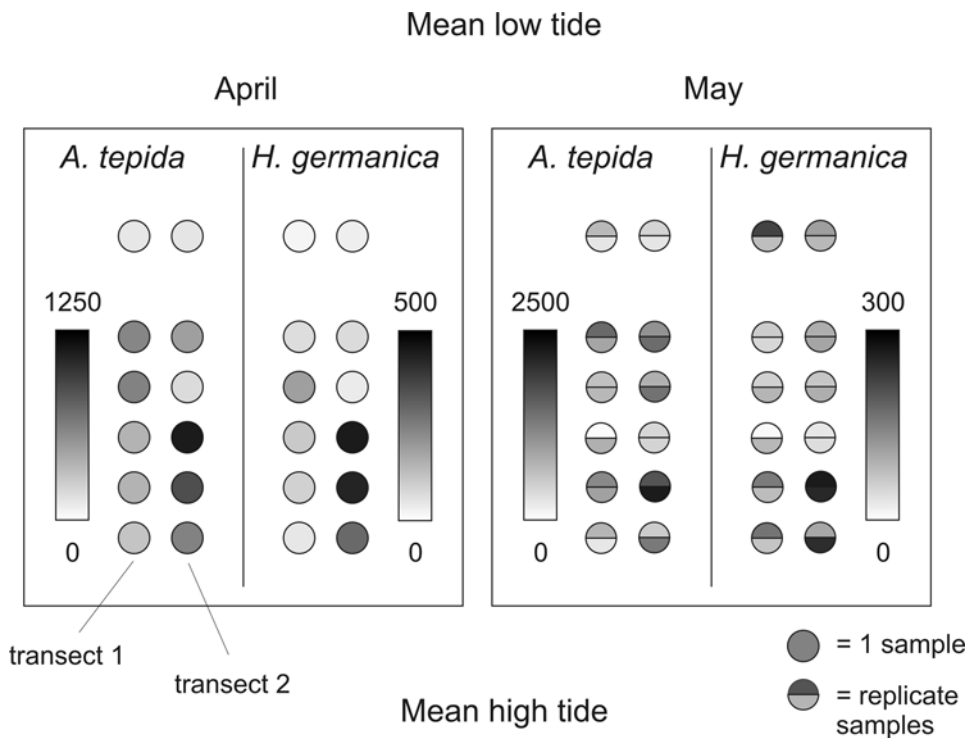 Mean low tide
April
May
A. tepida
H. germanica
A. tepida
H. germanica
1250
500
2500
300
0
0
0
0
transect 1
transect 2
= 1 sample
= replicate
samples
Mean high tide